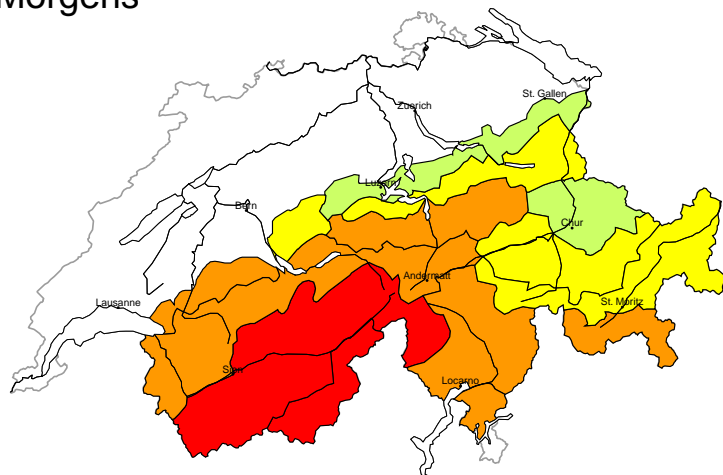 Morgens
St. Gallen
Zuerich
Luzern
Bern
Chur
Andermatt
Lausanne
St. Moritz
Sion
Locarno